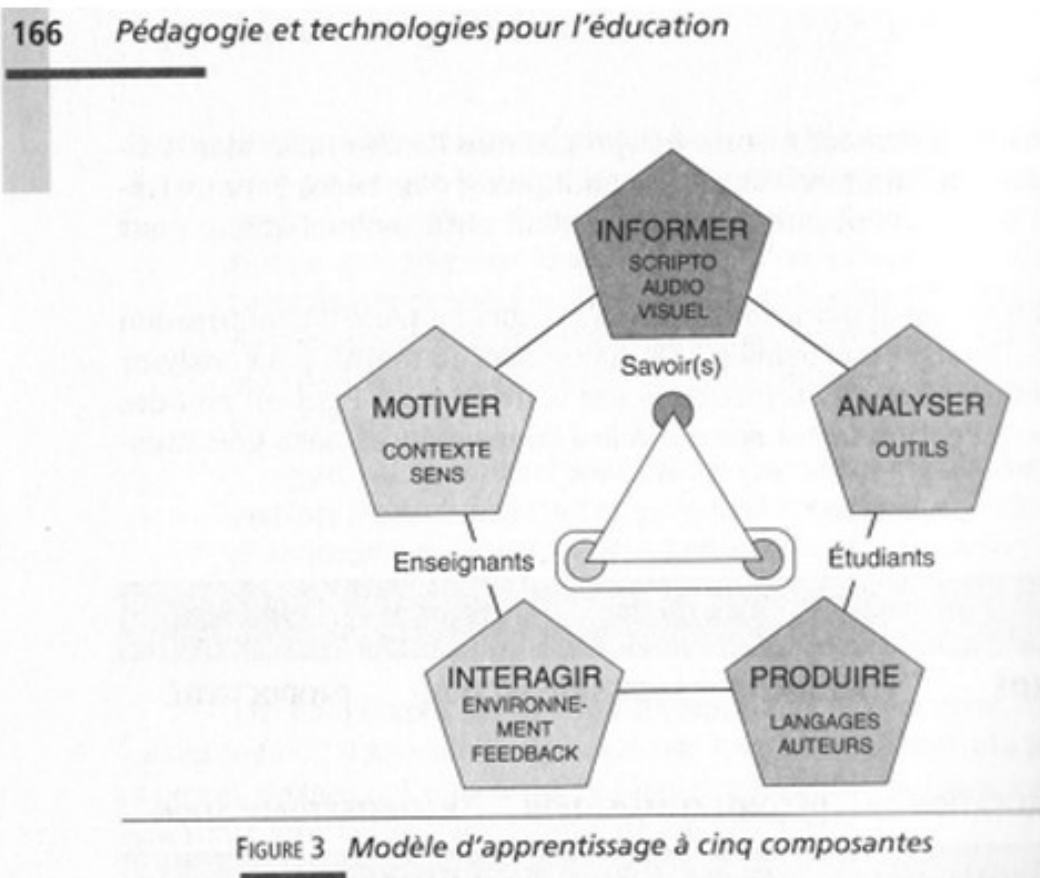 166 Pédagogie et technologies pour l'éducation
INFORMER
SCRIPTO
AUDIO
VISUEL
Savoir(s)
MOTIVER
CONTEXTE
SENS
ANALYSER
OUTILS
Enseignants
Étudiants
INTERAGIR
ENVIRONNE-
MENT
FEEDBACK
PRODUIRE
LANGAGES
AUTEURS
FIGURE 3 Modèle d'apprentissage à cinq composantes